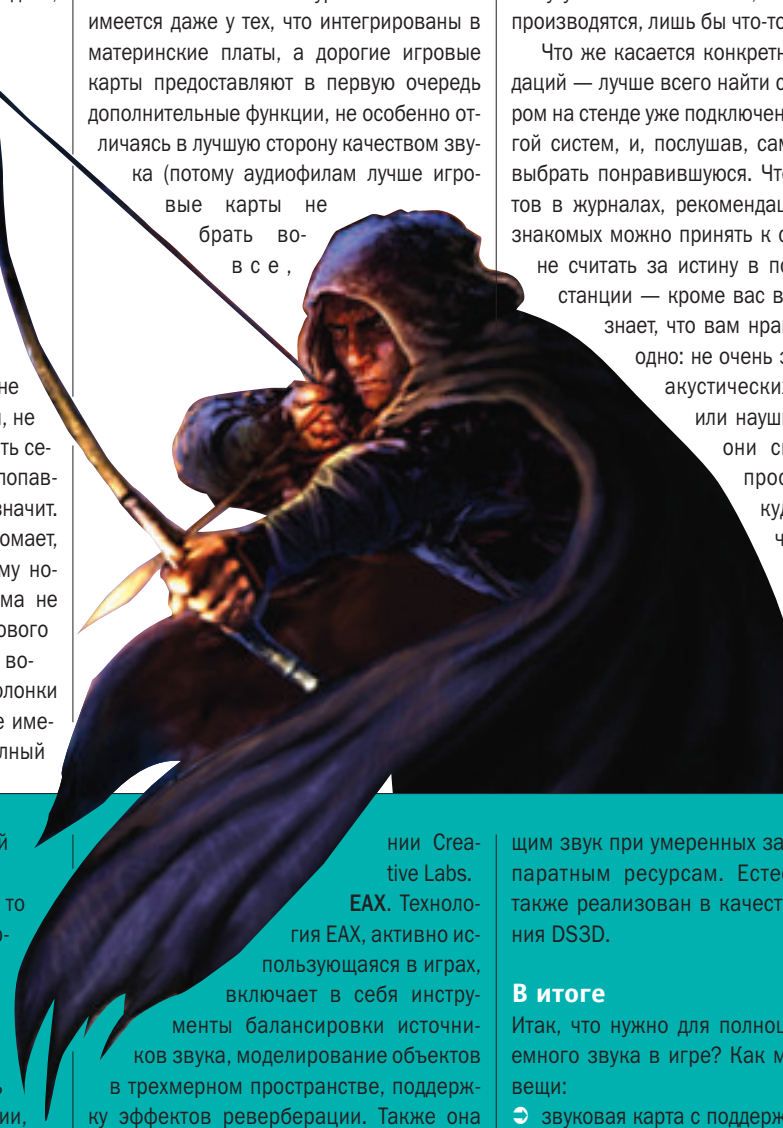 не
, не
ть се-
попав-
значит.
омает,
му но-
ма не
ового
во-
олонки
е име-
лный
имеется даже у тех, что интегрированы в
материнские платы, а дорогие игровые
карты предоставляют в первую очередь
дополнительные функции, не особенно от-
личаясь в лучшую сторону качеством зву-
ка (потому аудиофилам лучше игро-
вые карты не
брать во-
все,
производятся, лишь бы что-то
Что же касается конкретн
даций — лучше всего найти с
ром на стенде уже подключен
гой систем, и, послушав, сам
выбрать понравившуюся. Что
тов в журналах, рекомендац
знакомых можно принять к с
не считать за истину в по
станции — кроме вас в
знает, что вам нра
одно: не очень з
акустических
или науш
они с
прос
куд
ч
й
то
о-
ь
ии,
нии Crea-
tive Labs.
EAX. Техноло-
гия EAX, активно ис-
пользующаяся в играх,
включает в себя инстру-
менты балансировки источни-
ков звука, моделирование объектов
в трехмерном пространстве, поддерж-
ку эффектов реверберации. Также она
щим звук при умеренных за
паратным ресурсам. Есте
также реализован в качест
ния DS3D.
В итоге
Итак, что нужно для полноц
емного звука в игре? Как м
вещи:
звуковая карта с поддерж